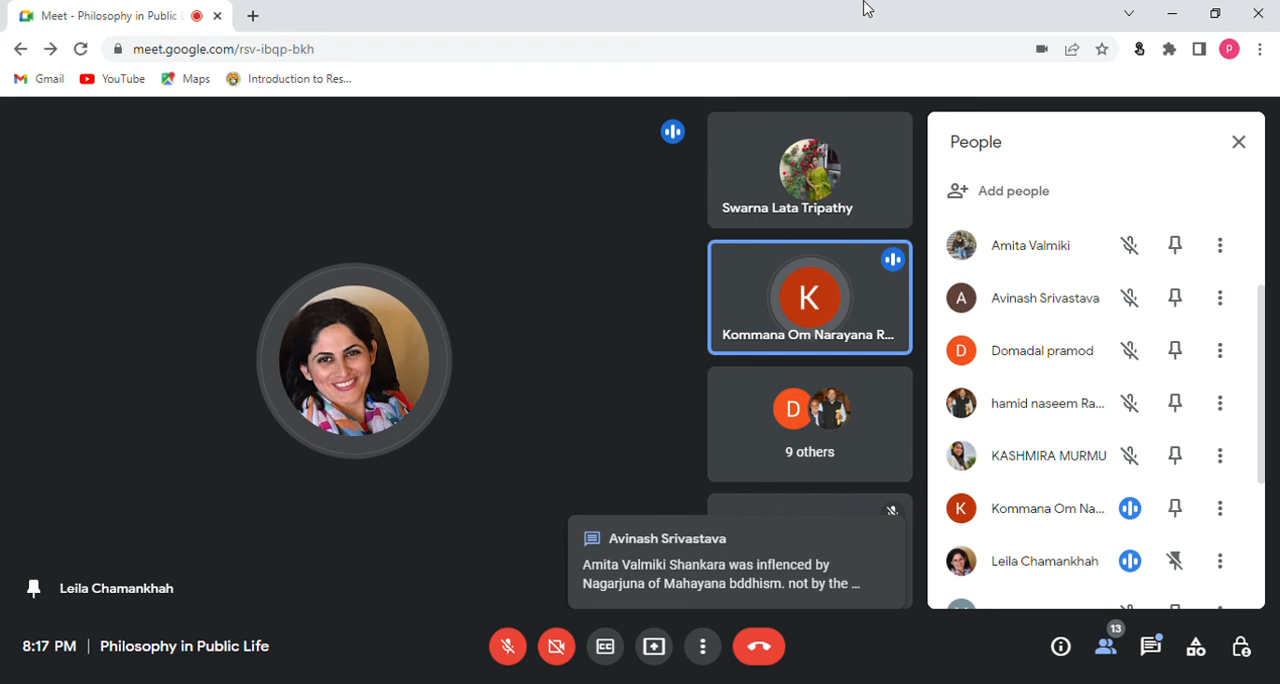 Meet - Philosophy in Public
meet.google.com/rsv-ibqp-bkh
P
Gmail
YouTube
Maps
Introduction to Res...
Swarna Lata Tripathy
K
Kommana Om Narayana R...
D
9 others
Avinash Srivastava
Amita Valmiki Shankara was inflenced by
Nagarjuna of Mahayana bddhism. not by the ...
Leila Chamankhah
People
Add people
Amita Valmiki
A Avinash Srivastava
D Domadal pramod
hamid naseem Ra...
KASHMIRA MURMU
K Kommana Om Na...
Leila Chamankhah
8:17 PM | Philosophy in Public Life
CC
13